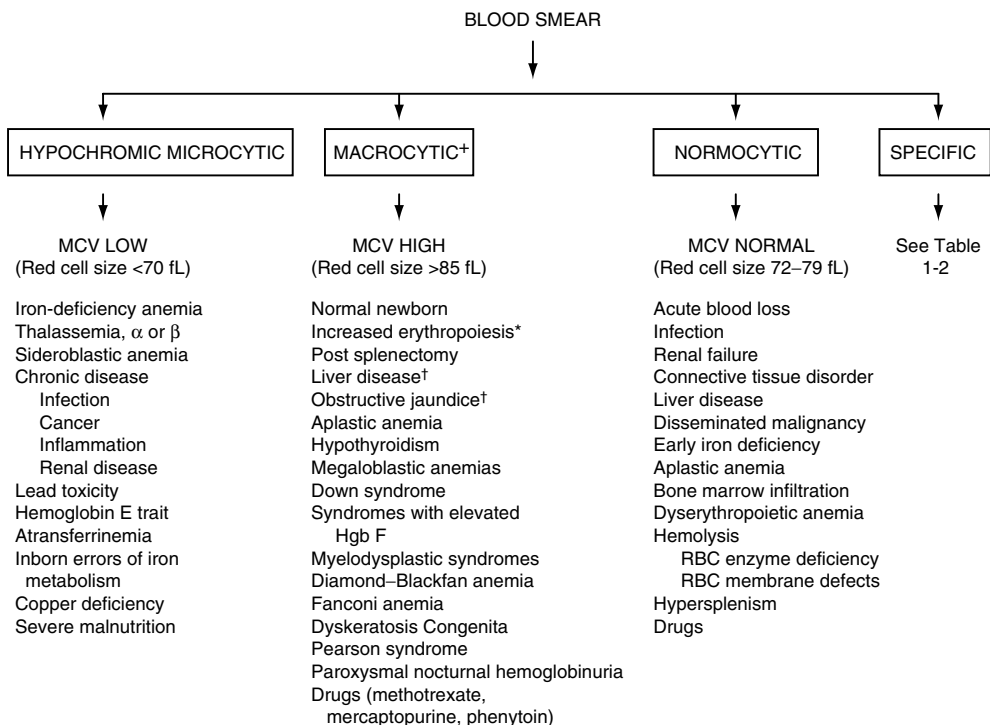 BLOOD SMEAR
HYPOCHROMIC MICROCYTIC
MACROCYTIC+
NORMOCYTIC
SPECIFIC
MCV LOW
(Red cell size <70 fL)
Iron-deficiency anemia
Thalassemia, α or β
Sideroblastic anemia
Chronic disease
Infection
Cancer
Inflammation
Renal disease
Lead toxicity
Hemoglobin E trait
Atransferrinemia
Inborn errors of iron
metabolism
Copper deficiency
Severe malnutrition
MCV HIGH
(Red cell size >85 fL)
Normal newborn
Increased erythropoiesis*
Post splenectomy
Liver disease†
Obstructive jaundice†
Aplastic anemia
Hypothyroidism
Megaloblastic anemias
Down syndrome
Syndromes with elevated
Hgb F
Myelodysplastic syndromes
Diamond–Blackfan anemia
Fanconi anemia
Dyskeratosis Congenita
Pearson syndrome
Paroxysmal nocturnal hemoglobinuria
Drugs (methotrexate,
mercaptopurine, phenytoin)
MCV NORMAL
(Red cell size 72–79 fL)
Acute blood loss
Infection
Renal failure
Connective tissue disorder
Liver disease
Disseminated malignancy
Early iron deficiency
Aplastic anemia
Bone marrow infiltration
Dyserythropoietic anemia
Hemolysis
RBC enzyme deficiency
RBC membrane defects
Hypersplenism
Drugs
See Table
1-2